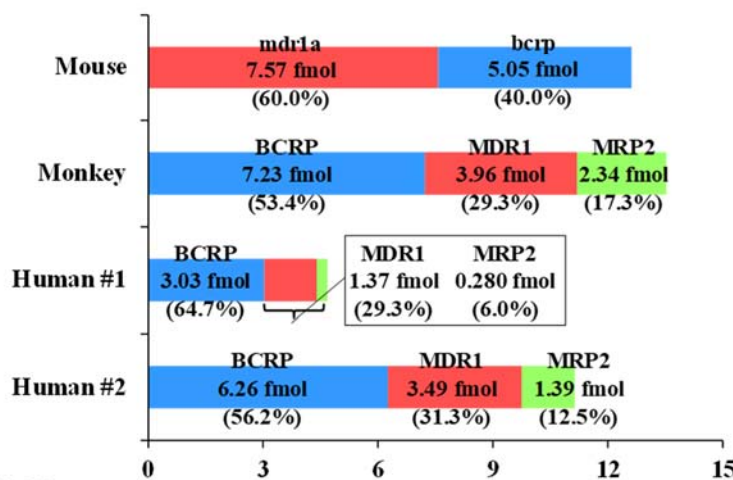 mdr1a bcrp
Mouse 7.57 fmol 5.05 fmol
(60.0%) (40.0%)
BCRP MDR1 MRP2
Monkey 7.23 fmol 3.96 fmol 2.34 fmol
(53.4%) (29.3%) (17.3%)
BCRP MDR1 MRP2
Human #1 3.03 fmol 1.37 fmol 0.280 fmol
(64.7%) (29.3%) (6.0%)
BCRP MDR1 MRP2
Human #2 6.26 fmol 3.49 fmol 1.39 fmol
(56.2%) (31.3%) (12.5%)
0 3 6 9 12 15